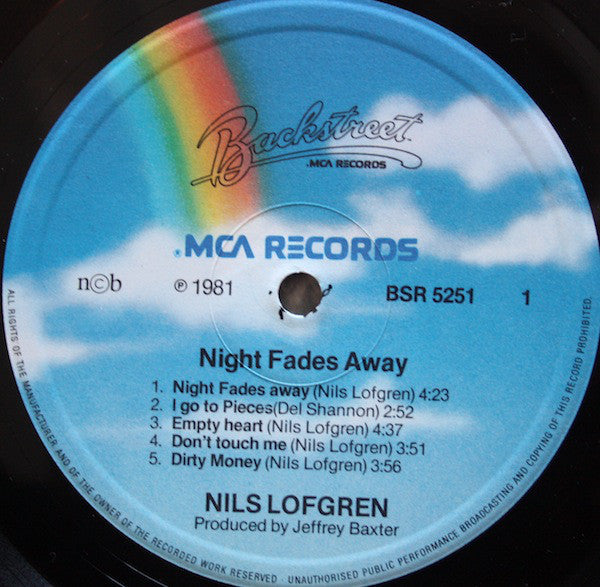 Backstreet
MCA RECORDS
MCA RECORDS
n©b
℗ 1981
BSR 5251
1
Night Fades Away
1. Night Fades away (Nils Lofgren) 4:23
2. I go to Pieces(Del Shannon) 2:52
3. Empty heart (Nils Lofgren) 4:37
4. Don't touch me (Nils Lofgren) 3:51
5. Dirty Money (Nils Lofgren) 3:56
NILS LOFGREN
Produced by Jeffrey Baxter
ALL RIGHTS OF THE MANUFACTURER AND OF THE OWNER OF THE RECORDED WORK RESERVED · UNAUTHORISED PUBLIC PERFORMANCE BROADCASTING AND COPYING OF THIS RECORD PROHIBITED.